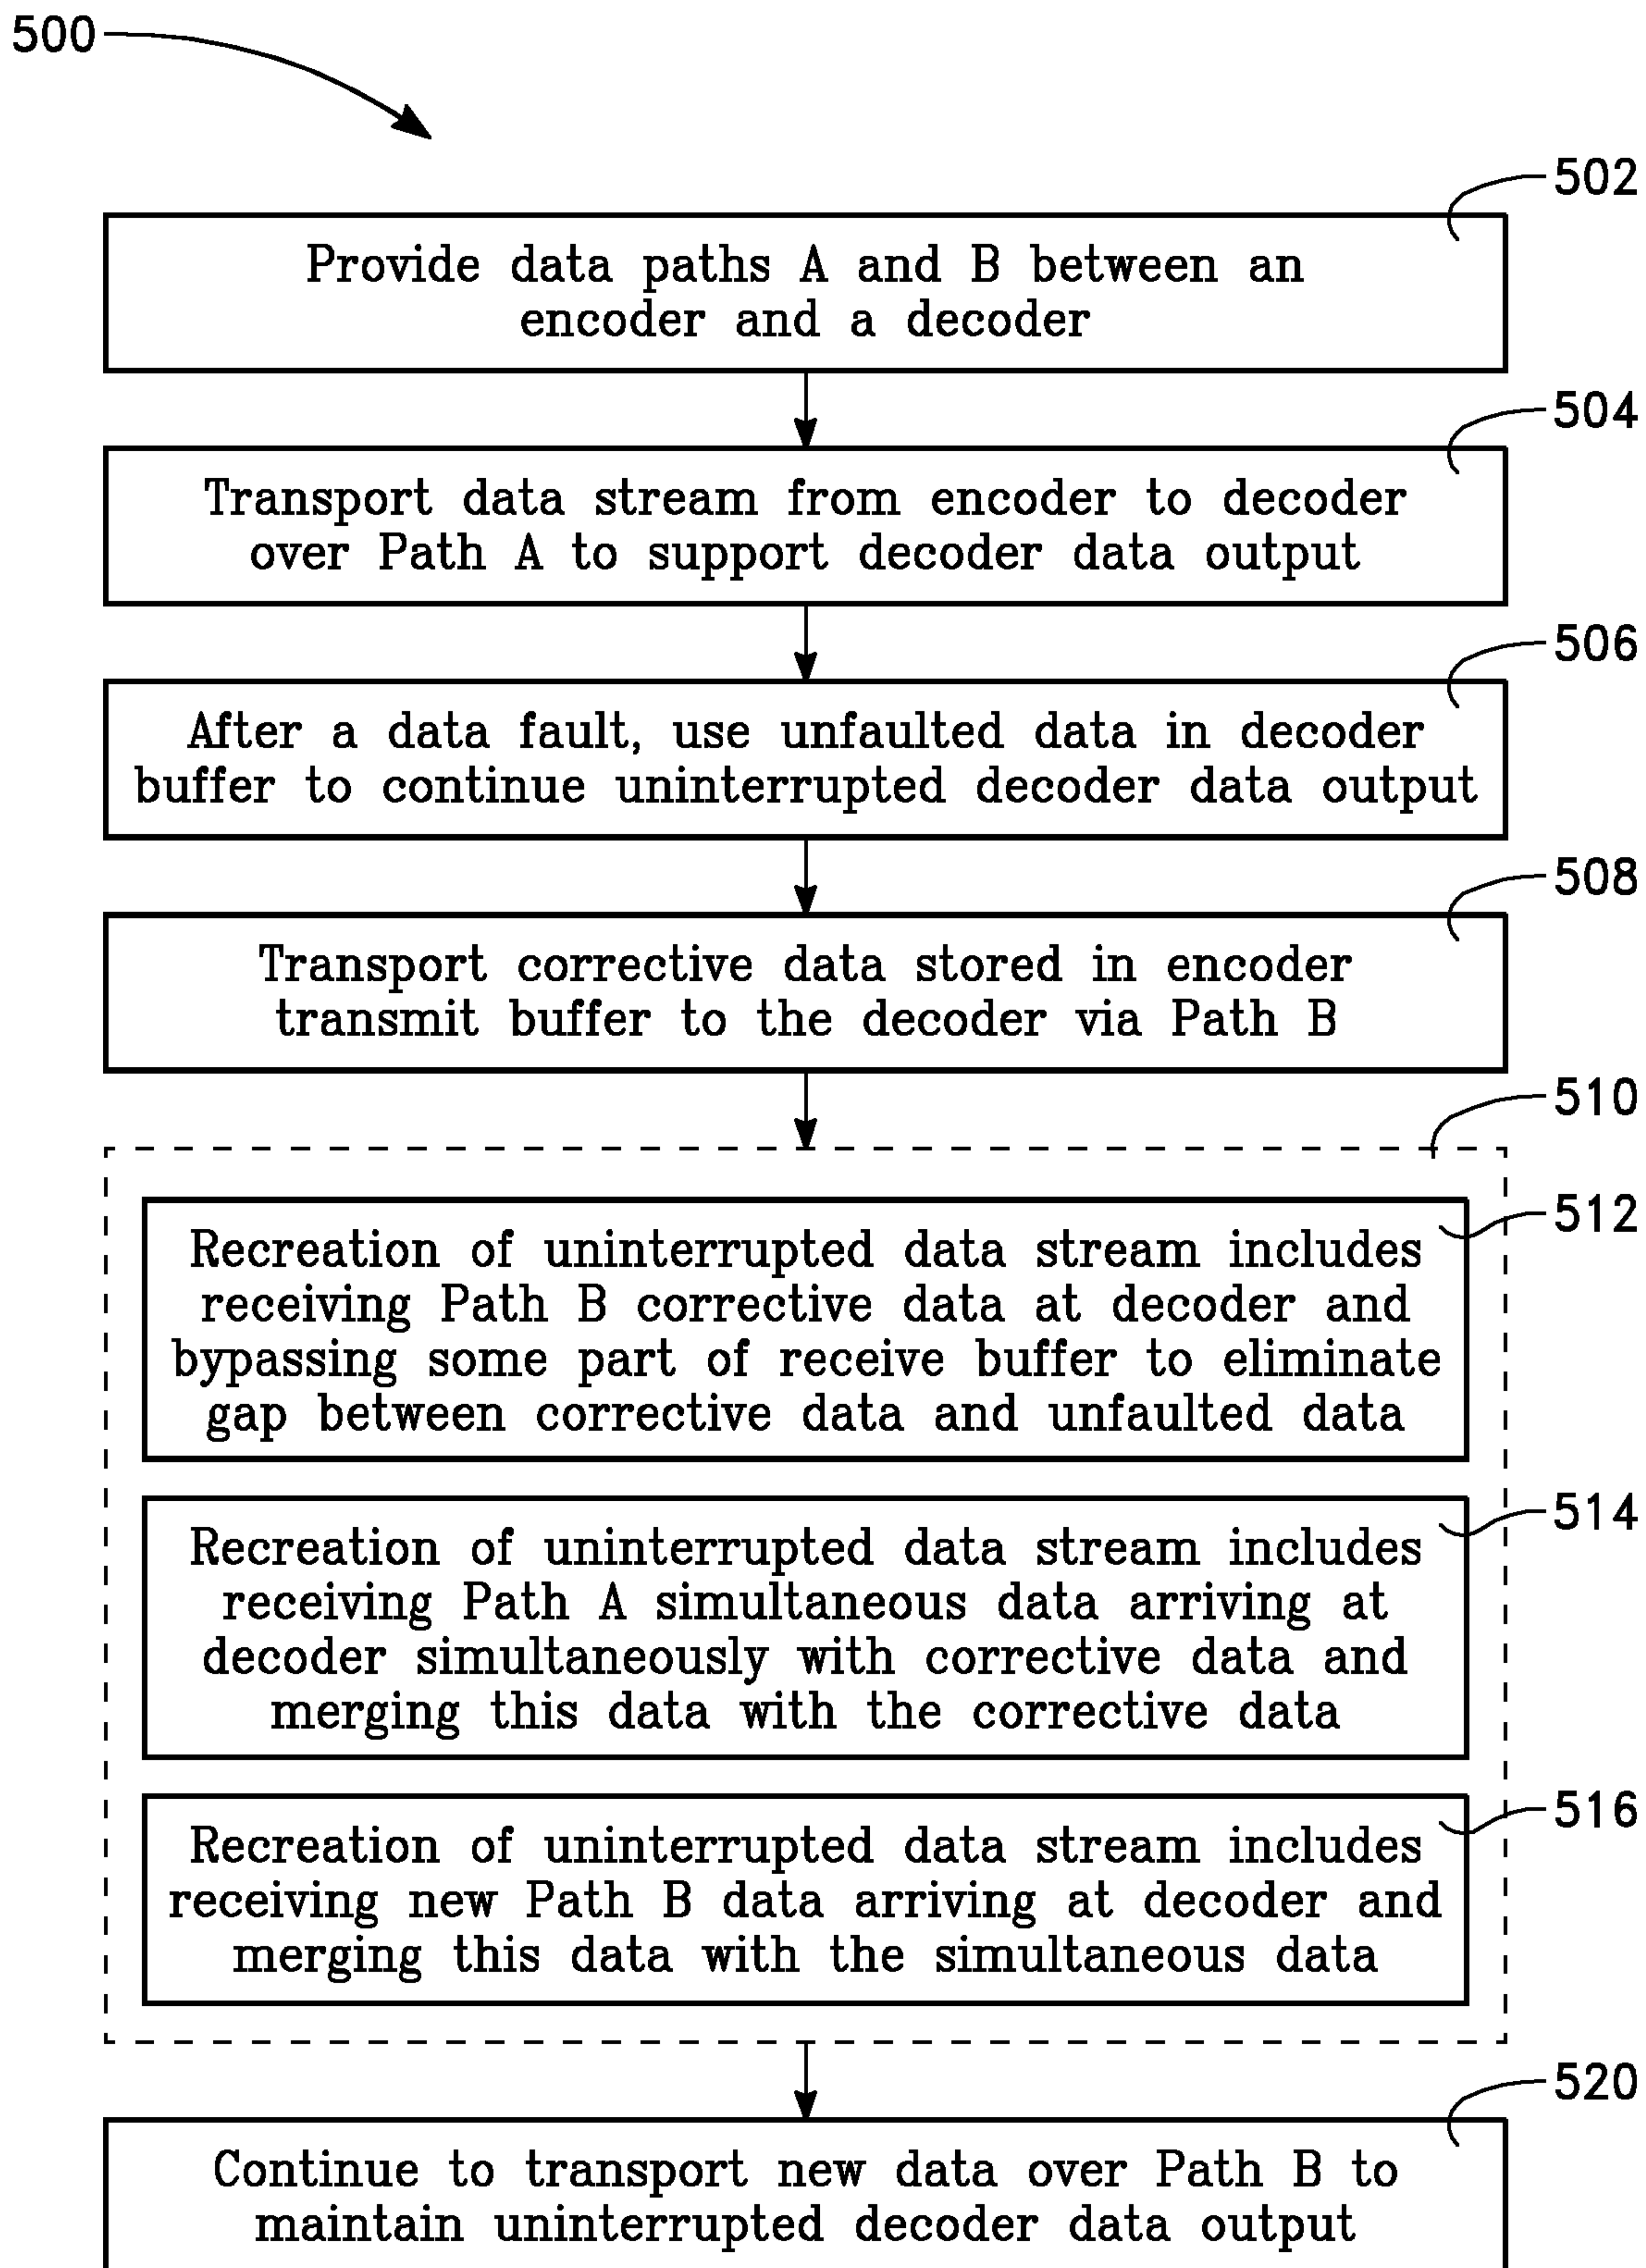 500
502
Provide data paths A and B between an
encoder and a decoder
504
Transport data stream from encoder to decoder
over Path A to support decoder data output
506
After a data fault, use unfaulted data in decoder
buffer to continue uninterrupted decoder data output
508
Transport corrective data stored in encoder
transmit buffer to the decoder via Path B
510
512
Recreation of uninterrupted data stream includes
receiving Path B corrective data at decoder and
bypassing some part of receive buffer to eliminate
gap between corrective data and unfaulted data
514
Recreation of uninterrupted data stream includes
receiving Path A simultaneous data arriving at
decoder simultaneously with corrective data and
merging this data with the corrective data
516
Recreation of uninterrupted data stream includes
receiving new Path B data arriving at decoder and
merging this data with the simultaneous data
520
Continue to transport new data over Path B to
maintain uninterrupted decoder data output